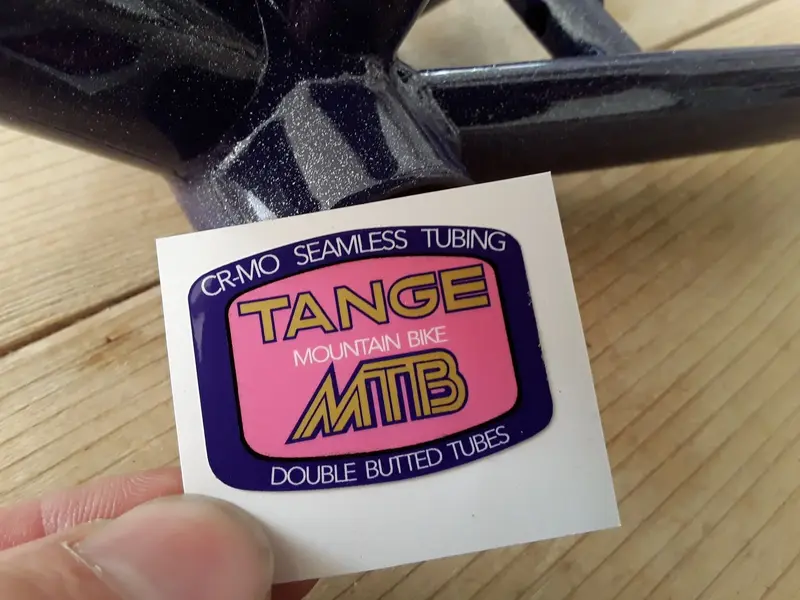 CR-MO SEAMLESS TUBING
TANGE
MOUNTAIN BIKE
MTB
DOUBLE BUTTED TUBES